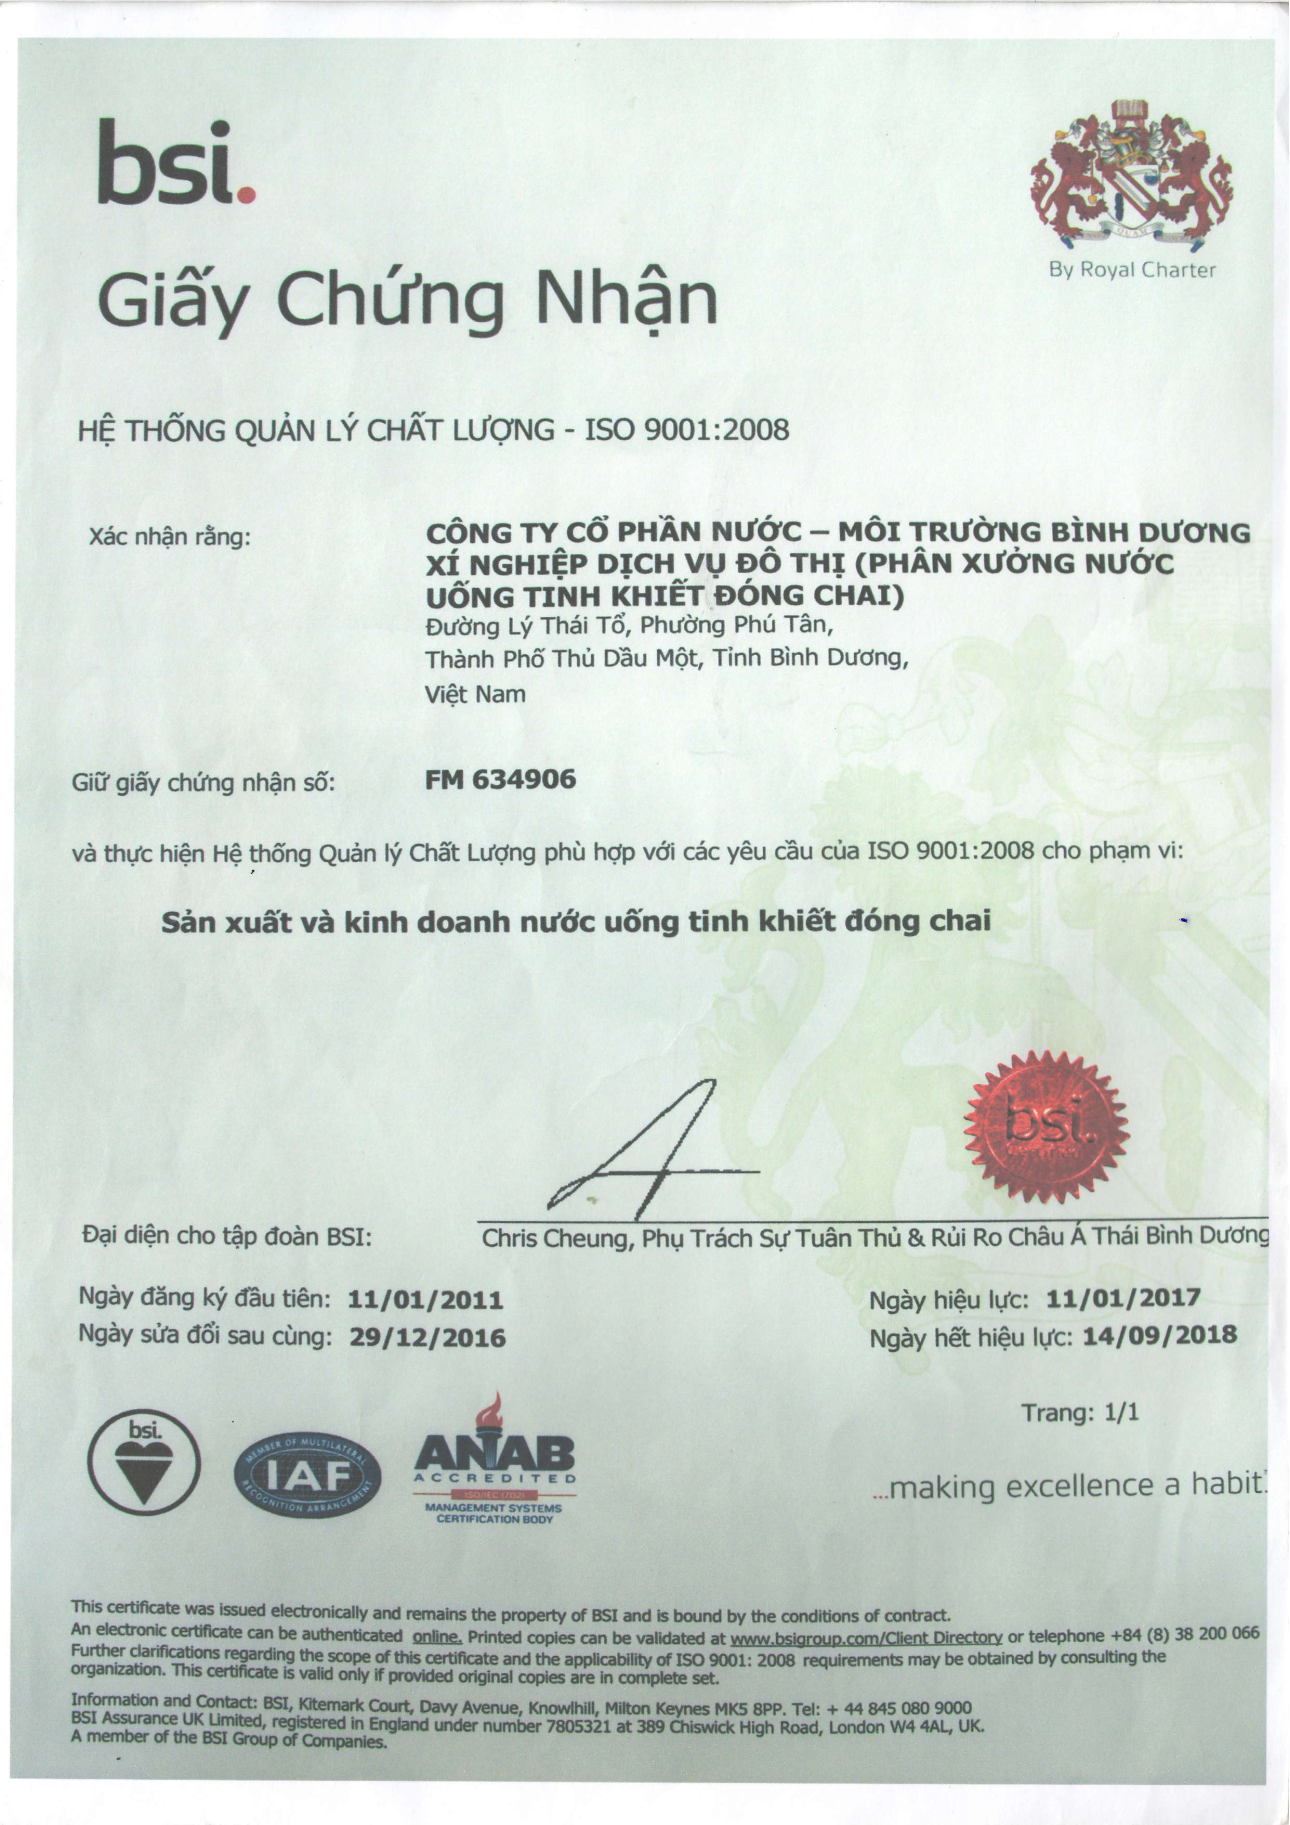 bsi.
By Royal Charter
Giấy Chứng Nhận
HỆ THỐNG QUẢN LÝ CHẤT LƯỢNG - ISO 9001:2008
Xác nhận rằng:
CÔNG TY CỔ PHẦN NƯỚC – MÔI TRƯỜNG BÌNH DƯƠNG
XÍ NGHIỆP DỊCH VỤ ĐÔ THỊ (PHÂN XƯỞNG NƯỚC
UỐNG TINH KHIẾT ĐÓNG CHAI)
Đường Lý Thái Tổ, Phường Phú Tân,
Thành Phố Thủ Dầu Một, Tỉnh Bình Dương,
Việt Nam
Giữ giấy chứng nhận số: FM 634906
và thực hiện Hệ thống Quản lý Chất Lượng phù hợp với các yêu cầu của ISO 9001:2008 cho phạm vi:
Sản xuất và kinh doanh nước uống tinh khiết đóng chai
bsi.
Đại diện cho tập đoàn BSI: Chris Cheung, Phụ Trách Sự Tuân Thủ & Rủi Ro Châu Á Thái Bình Dương
Ngày đăng ký đầu tiên: 11/01/2011 Ngày hiệu lực: 11/01/2017
Ngày sửa đổi sau cùng: 29/12/2016 Ngày hết hiệu lực: 14/09/2018
Trang: 1/1
bsi.
MEMBER OF MULTILATERAL
IAF
RECOGNITION ARRANGEMENT
ANAB
ACCREDITED
ISO/IEC 17021
MANAGEMENT SYSTEMS
CERTIFICATION BODY
...making excellence a habit.
This certificate was issued electronically and remains the property of BSI and is bound by the conditions of contract.
An electronic certificate can be authenticated online. Printed copies can be validated at www.bsigroup.com/Client Directory or telephone +84 (8) 38 200 066
Further clarifications regarding the scope of this certificate and the applicability of ISO 9001: 2008 requirements may be obtained by consulting the
organization. This certificate is valid only if provided original copies are in complete set.
Information and Contact: BSI, Kitemark Court, Davy Avenue, Knowlhill, Milton Keynes MK5 8PP. Tel: + 44 845 080 9000
BSI Assurance UK Limited, registered in England under number 7805321 at 389 Chiswick High Road, London W4 4AL, UK.
A member of the BSI Group of Companies.